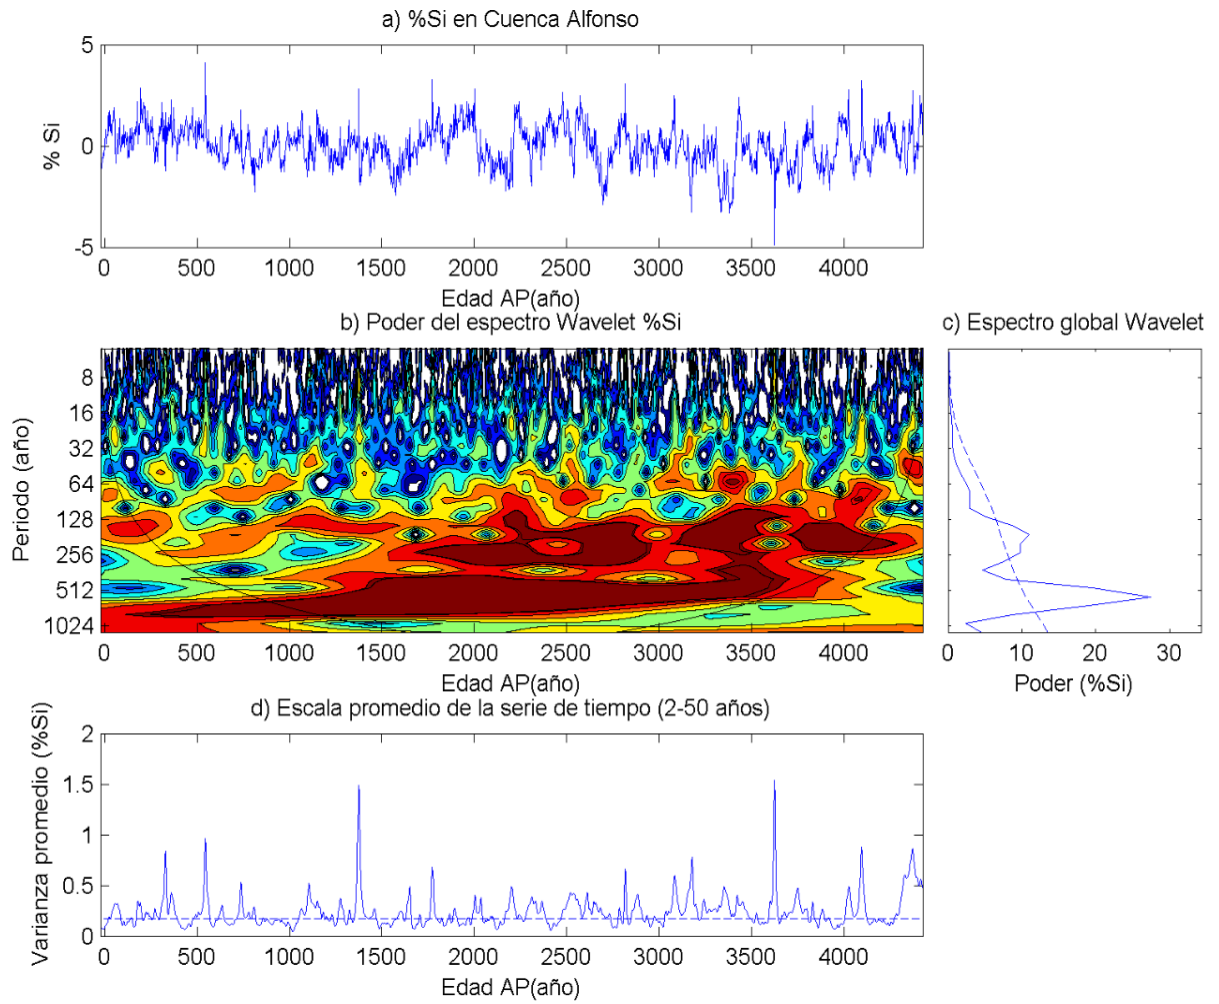 a) %Si en Cuenca Alfonso
5
0
-5
% Si
0 500 1000 1500 2000 2500 3000 3500 4000
Edad AP(año)
b) Poder del espectro Wavelet %Si
8
16
32
64
128
256
512
1024
Periodo (año)
0 500 1000 1500 2000 2500 3000 3500 4000
Edad AP(año)
c) Espectro global Wavelet
0 10 20 30
Poder (%Si)
d) Escala promedio de la serie de tiempo (2-50 años)
2
1.5
1
0.5
0
Varianza promedio (%Si)
0 500 1000 1500 2000 2500 3000 3500 4000
Edad AP(año)